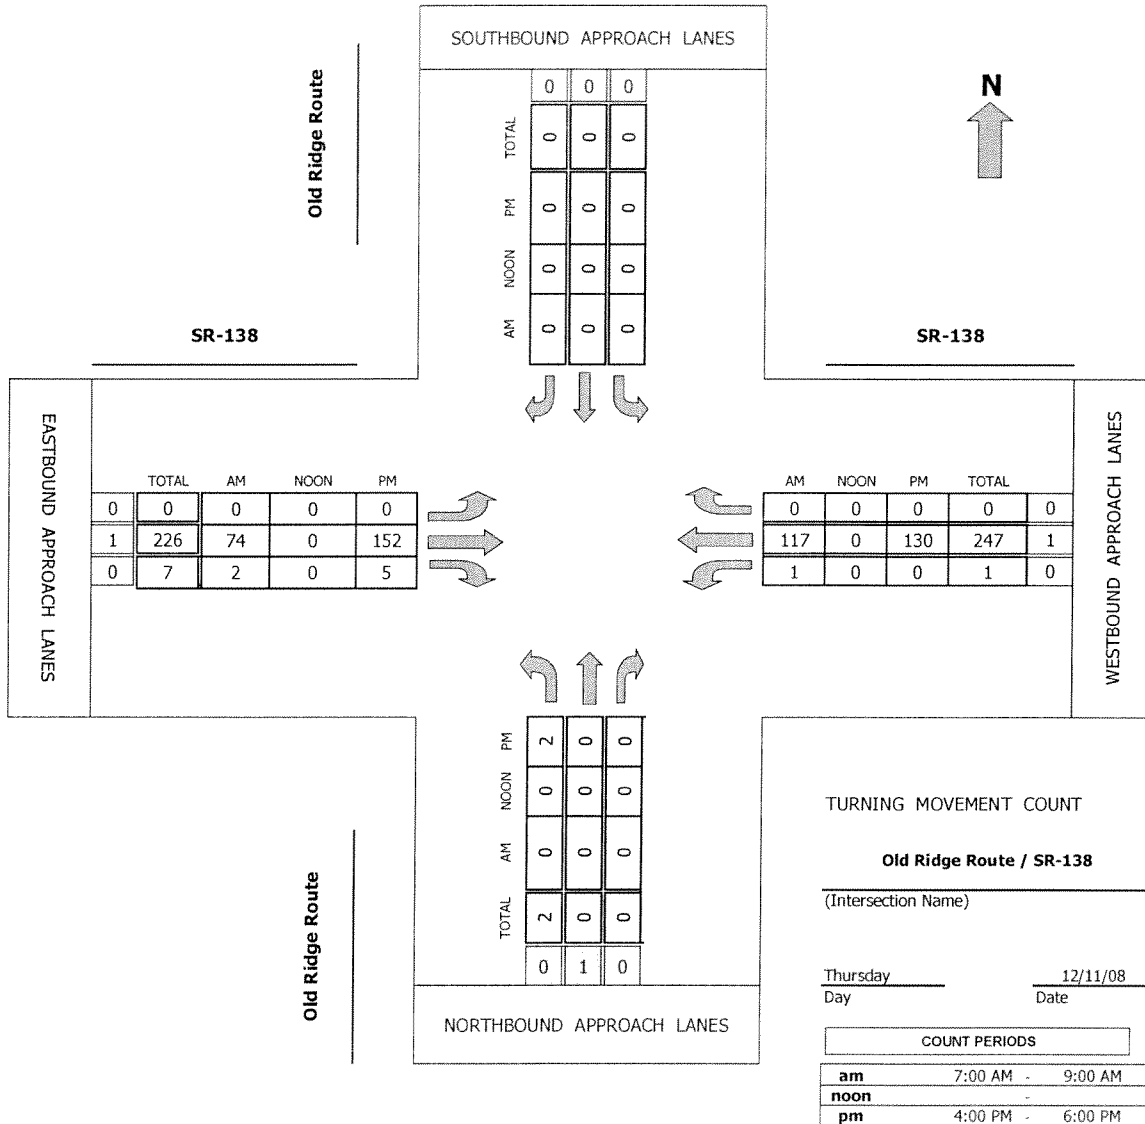 SOUTHBOUND APPROACH LANES
Old Ridge Route
N
0 0 0
TOTAL 0 0 0
PM 0 0 0
NOON 0 0 0
AM 0 0 0
SR-138
SR-138
EASTBOUND APPROACH LANES
TOTAL AM NOON PM
0 0 0 0 0
1 226 74 0 152
0 7 2 0 5
AM NOON PM TOTAL
0 0 0 0 0
117 0 130 247 1
1 0 0 1 0
WESTBOUND APPROACH LANES
PM 2 0 0
NOON 0 0 0
AM 0 0 0
TOTAL 2 0 0
0 1 0
NORTHBOUND APPROACH LANES
Old Ridge Route
TURNING MOVEMENT COUNT
Old Ridge Route / SR-138
(Intersection Name)
Thursday 12/11/08
Day Date
COUNT PERIODS
am 7:00 AM - 9:00 AM
noon -
pm 4:00 PM - 6:00 PM